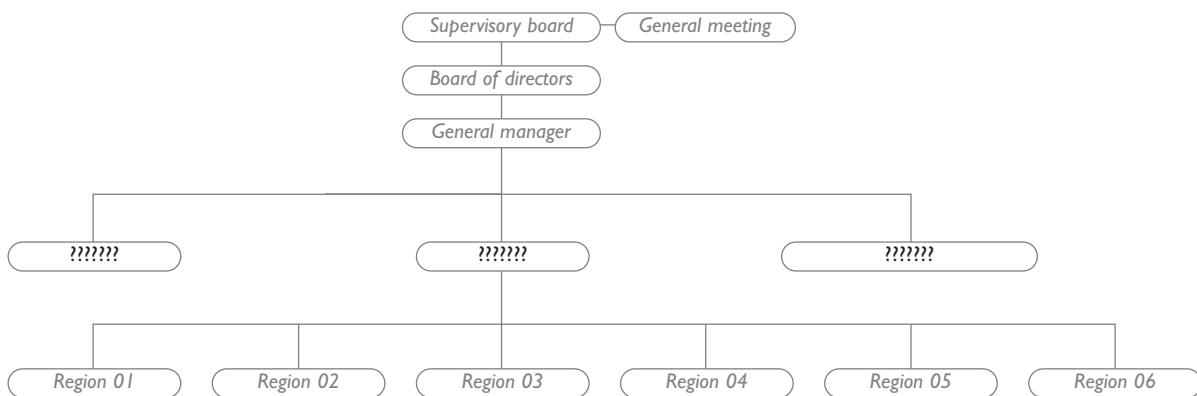 Supervisory board
General meeting
Board of directors
General manager
???????
???????
???????
Region 01
Region 02
Region 03
Region 04
Region 05
Region 06